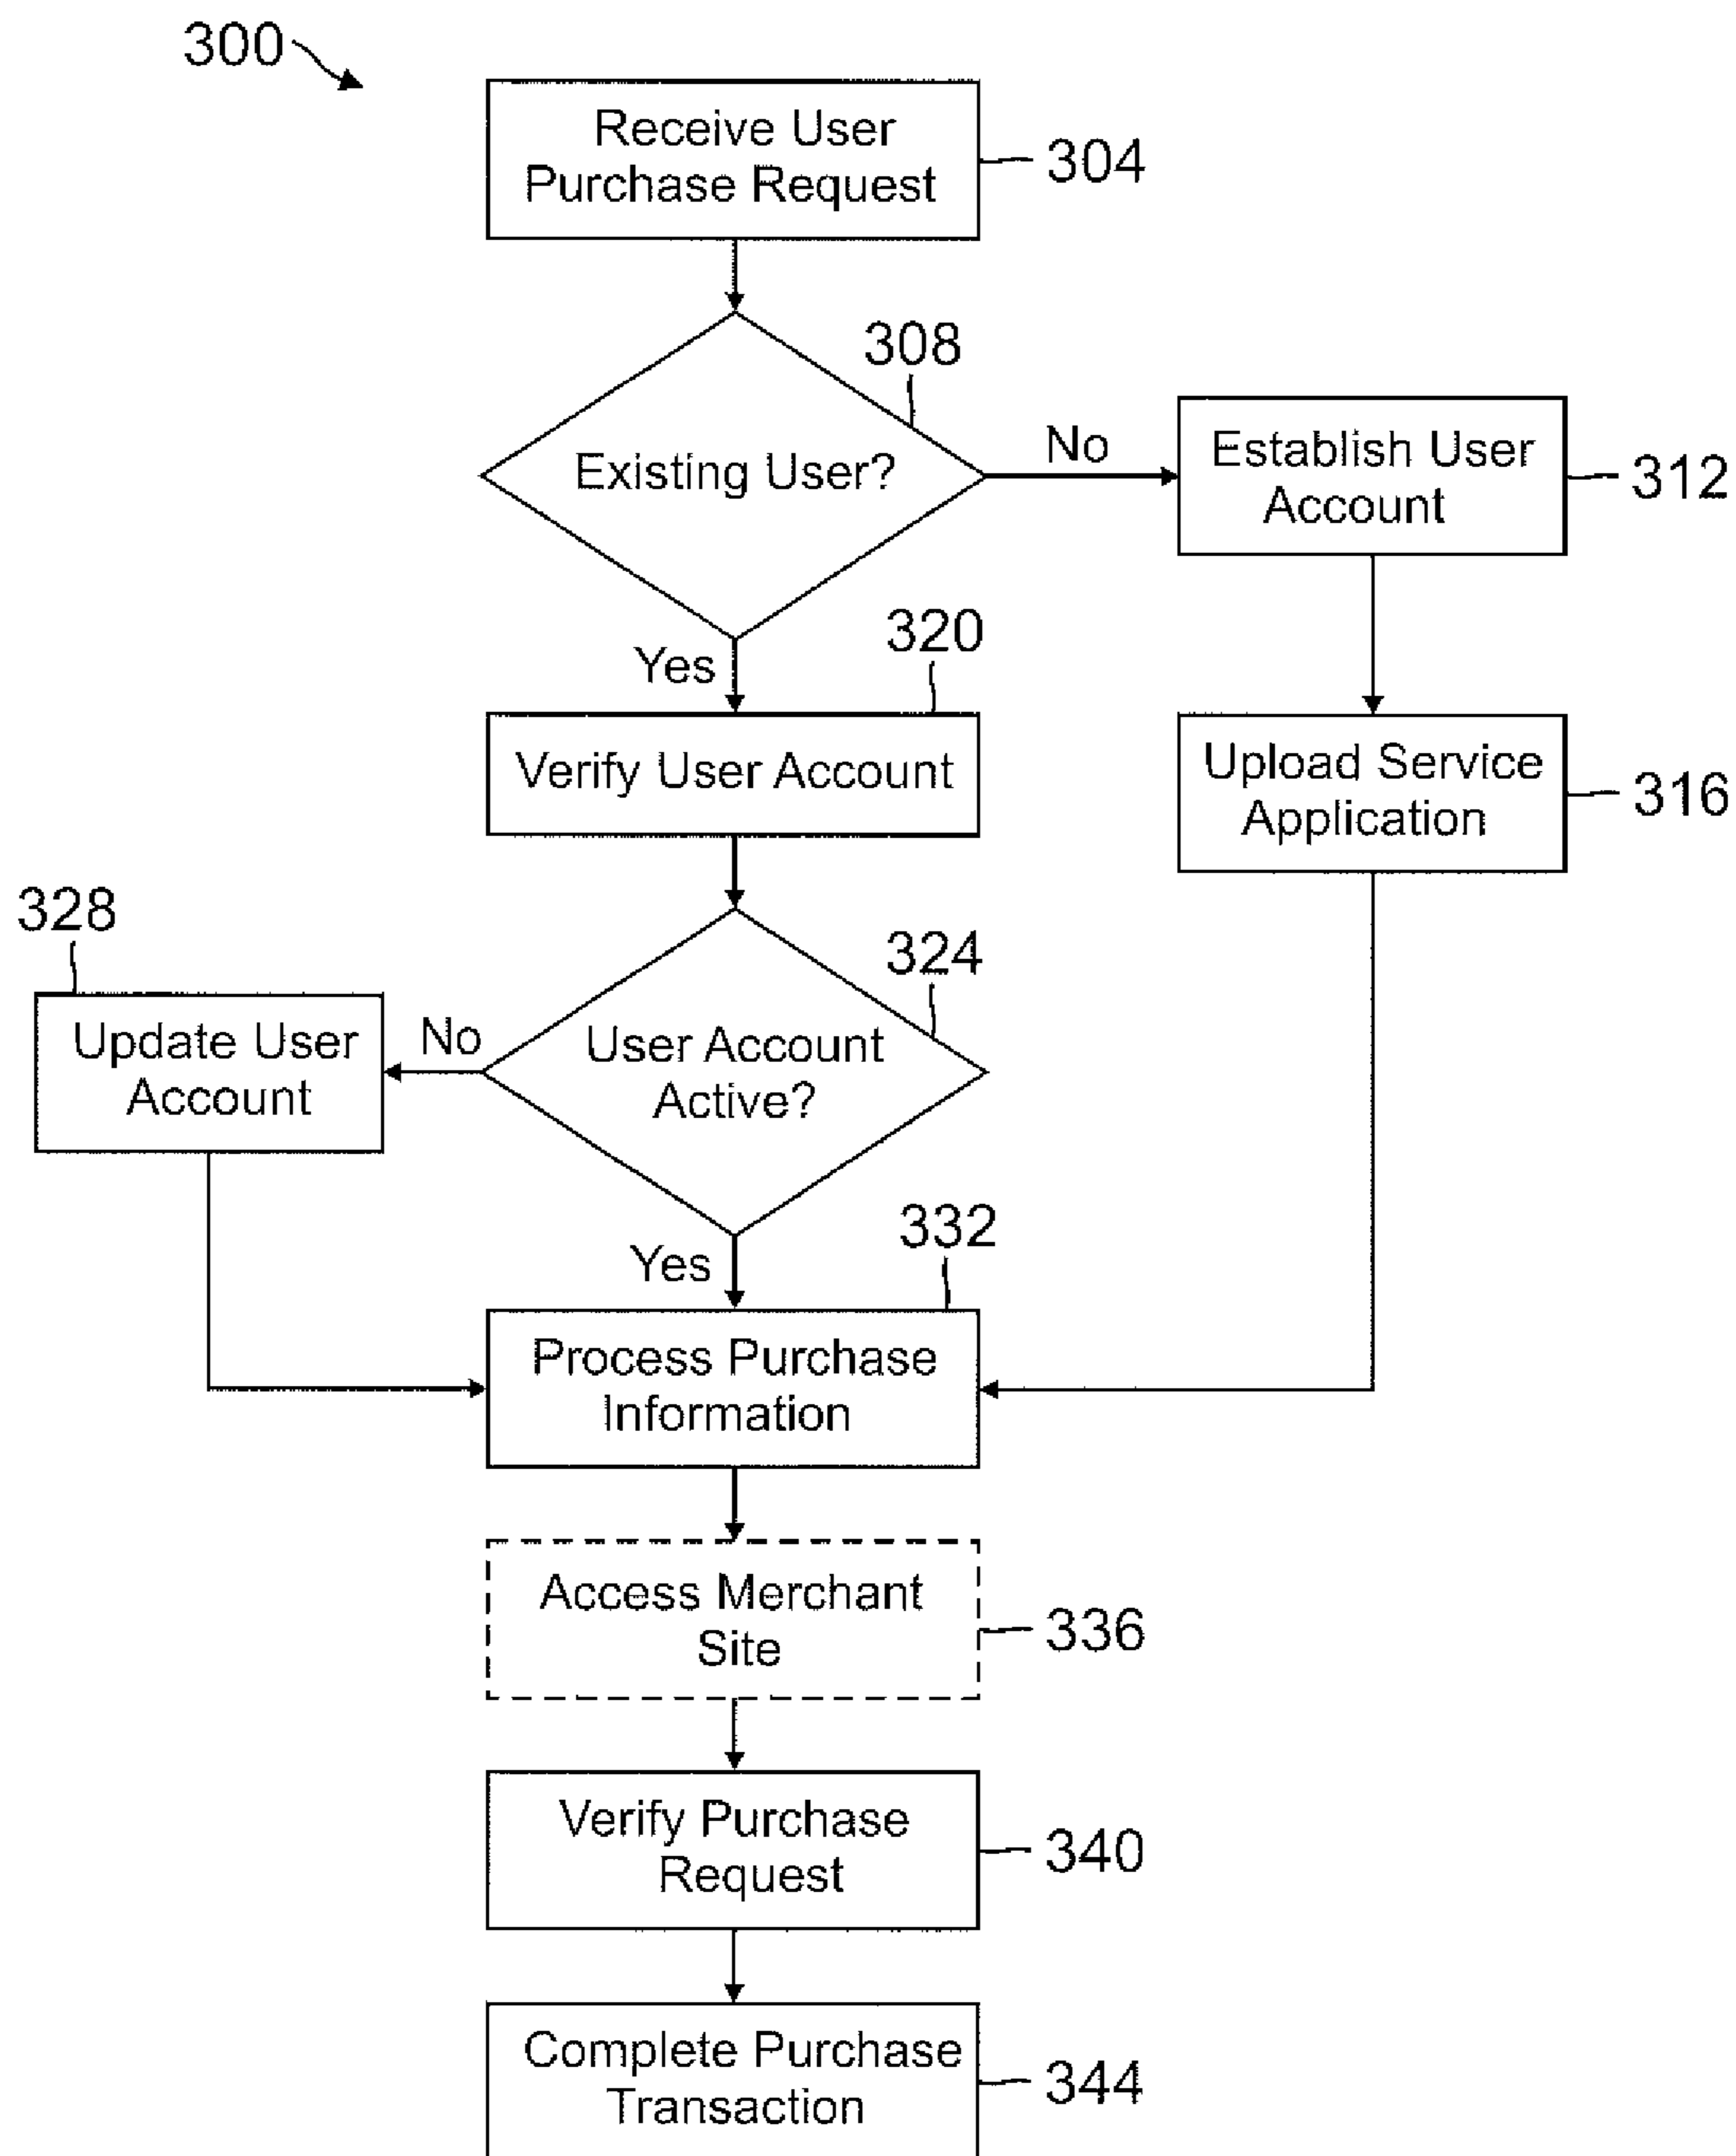 300
Receive User
Purchase Request
304
308
Existing User?
No
Establish User
Account
312
Yes
320
Verify User Account
Upload Service
Application
316
328
324
Update User
Account
No
User Account
Active?
Yes
332
Process Purchase
Information
Access Merchant
Site
336
Verify Purchase
Request
340
Complete Purchase
Transaction
344